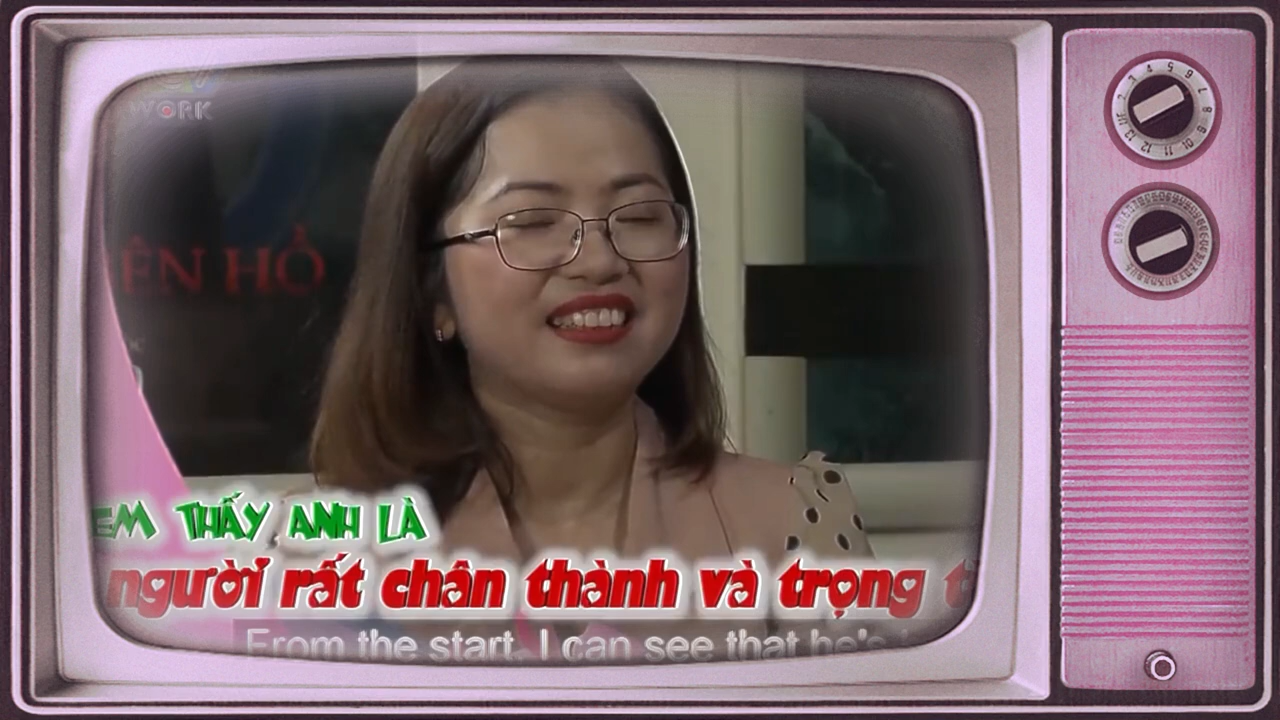 WORK
ÊN HỒ
EM THẤY ANH LÀ
người rất chân thành và trọng t
From the start, I can see that he's